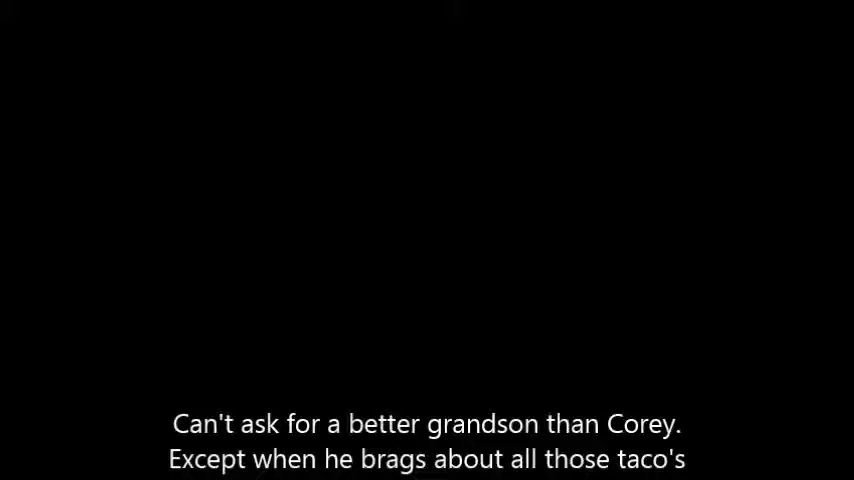 Can't ask for a better grandson than Corey.
Except when he brags about all those taco's